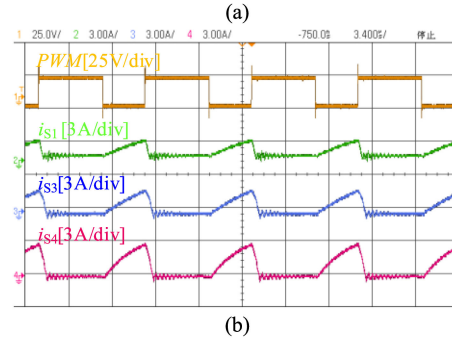 (a)
1 25.0V/ 2 3.00A/ 3 3.00A/ 4 3.00A/ -750.0 3.400 停止
PWM[25V/div]
iS1[3A/div]
iS3[3A/div]
iS4[3A/div]
(b)